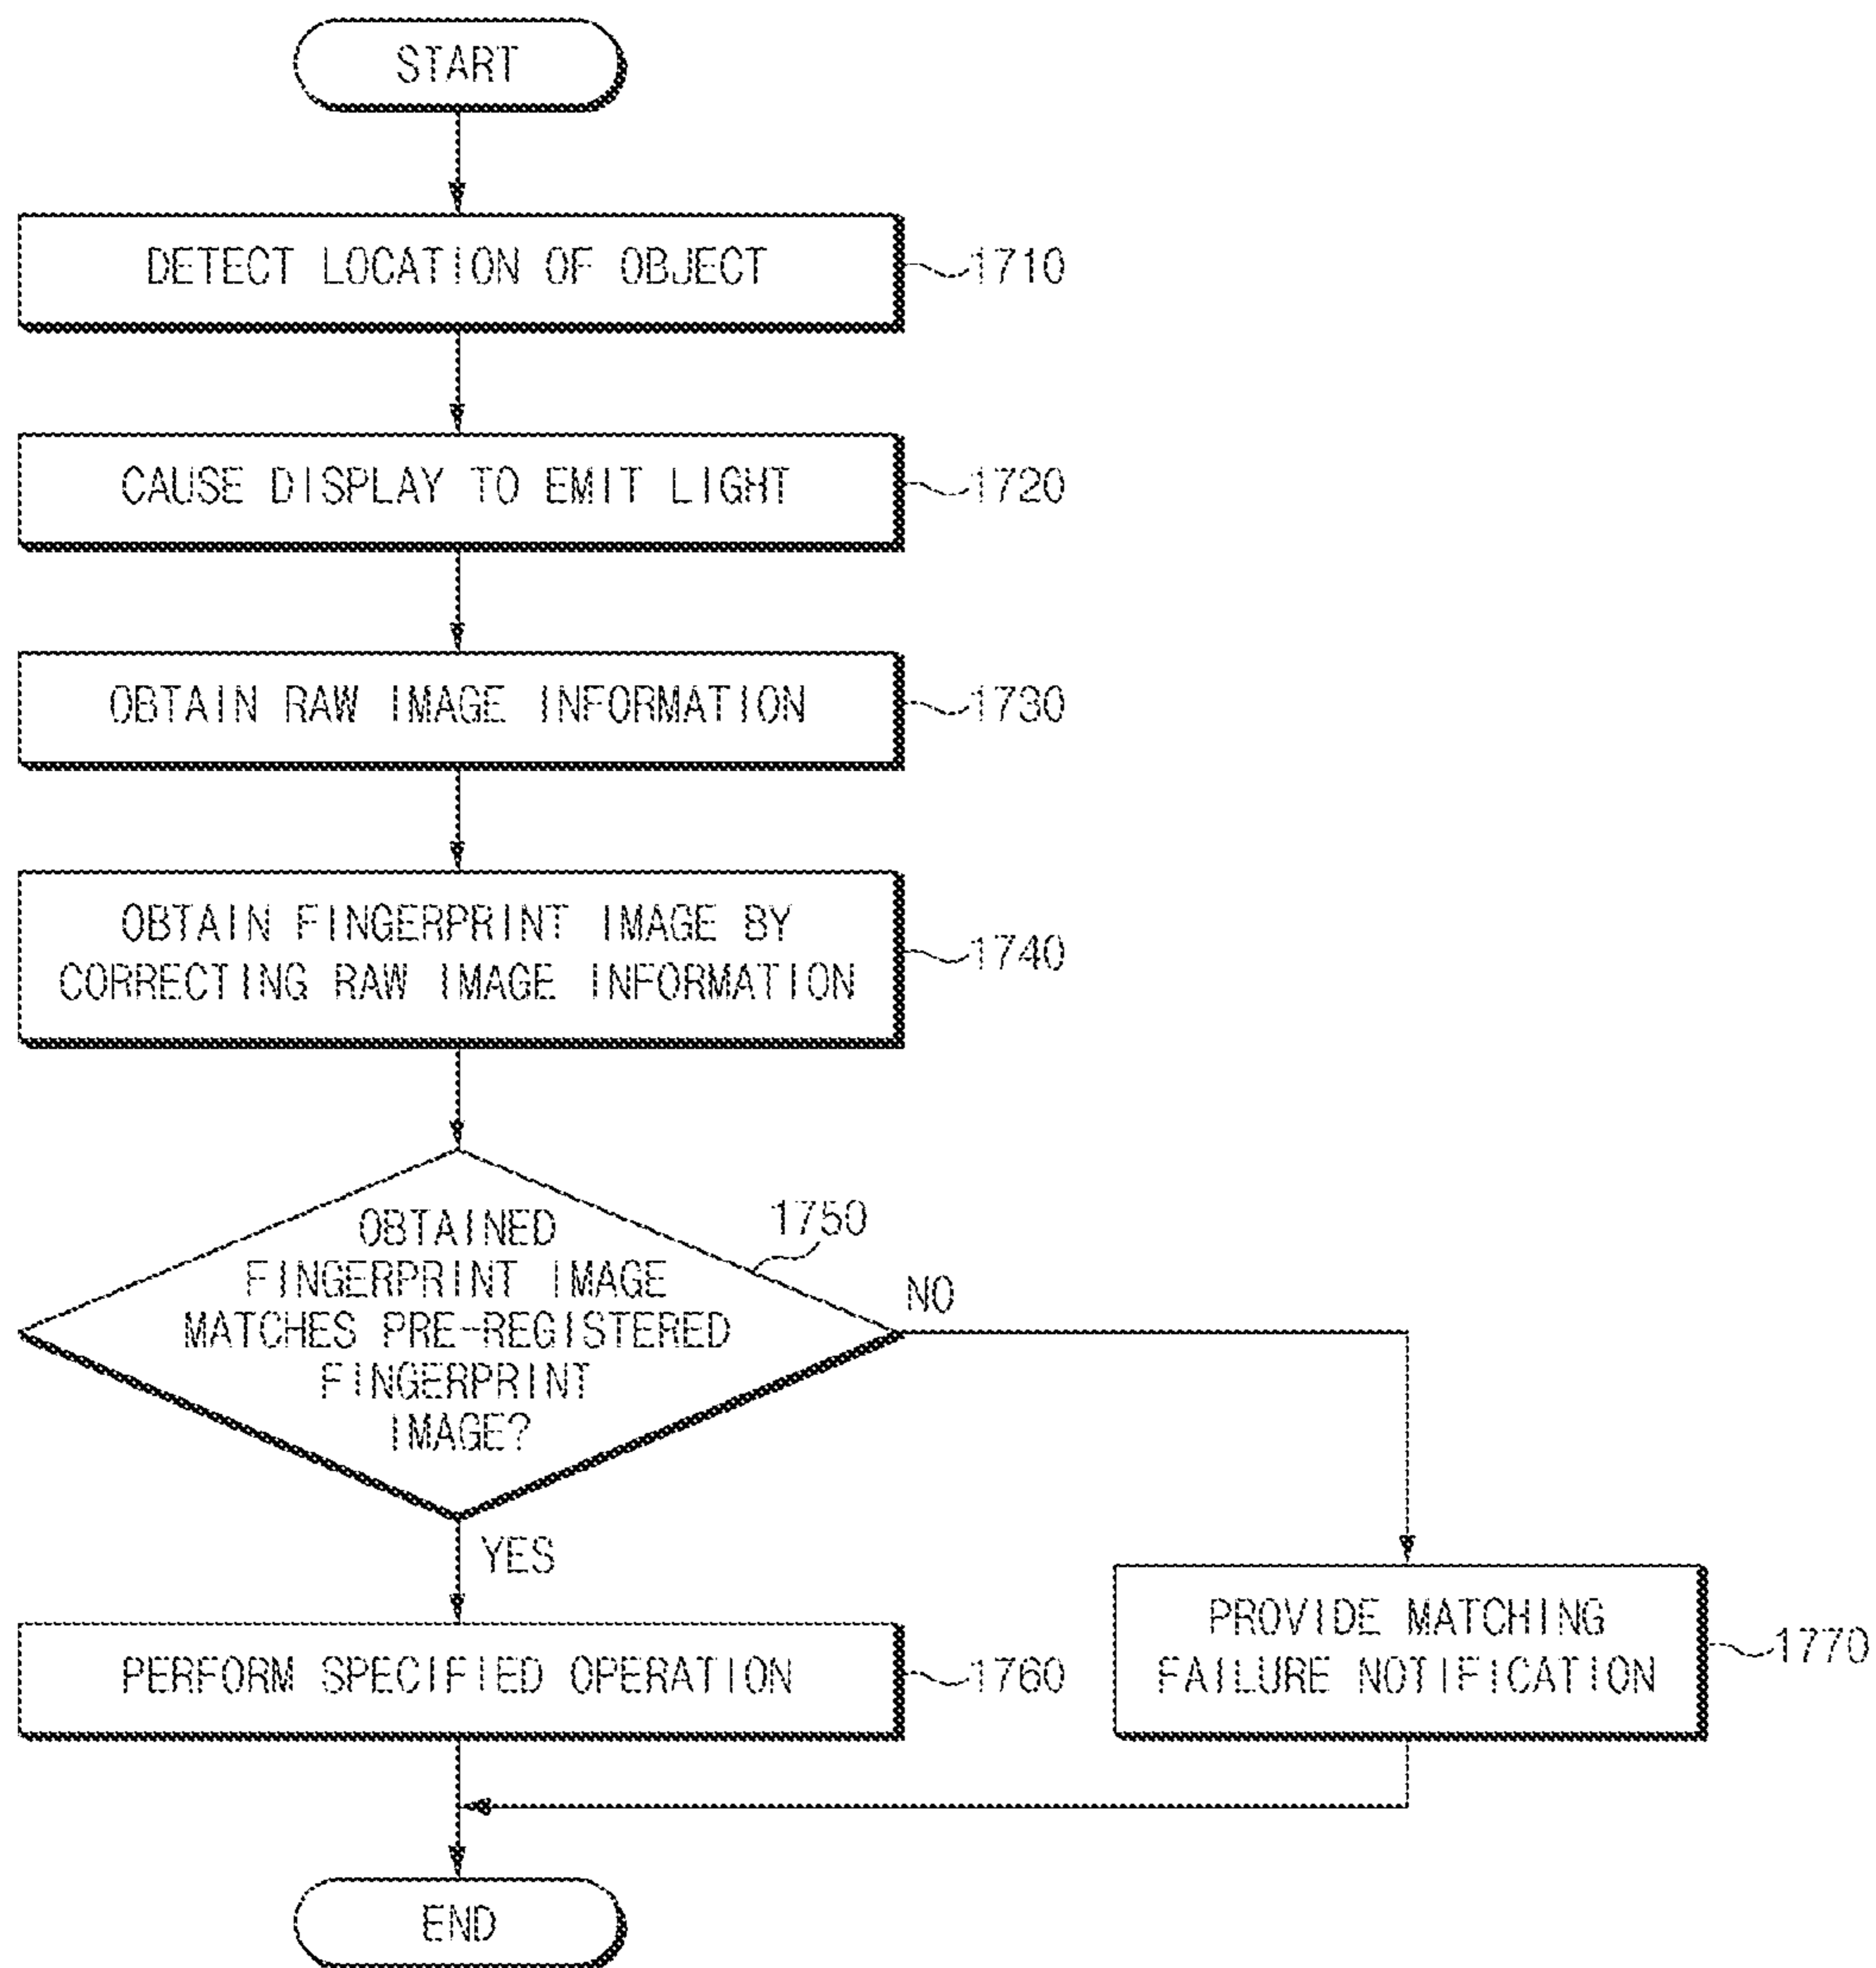 START
DETECT LOCATION OF OBJECT
1710
CAUSE DISPLAY TO EMIT LIGHT
1720
OBTAIN RAW IMAGE INFORMATION
1730
OBTAIN FINGERPRINT IMAGE BY
CORRECTING RAW IMAGE INFORMATION
1740
OBTAINED
FINGERPRINT IMAGE
MATCHES PRE-REGISTERED
FINGERPRINT
IMAGE?
1750
NO
YES
PERFORM SPECIFIED OPERATION
1760
PROVIDE MATCHING
FAILURE NOTIFICATION
1770
END